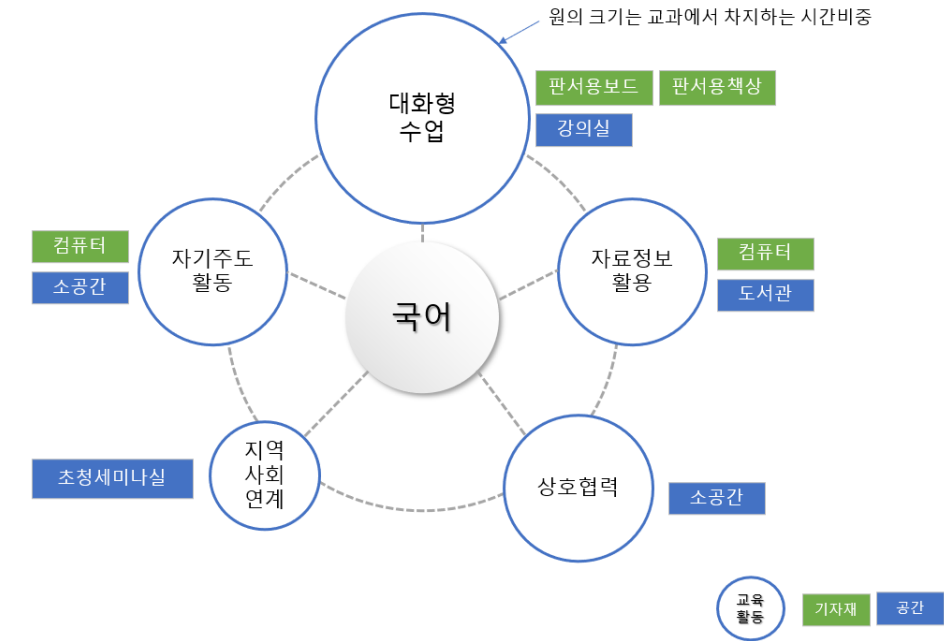 원의 크기는 교과에서 차지하는 시간비중
대화형
수업
판서용보드
판서용책상
강의실
자기주도
활동
컴퓨터
소공간
국어
자료정보
활용
컴퓨터
도서관
지역
사회
연계
초청세미나실
상호협력
소공간
교육
활동
기자재
공간